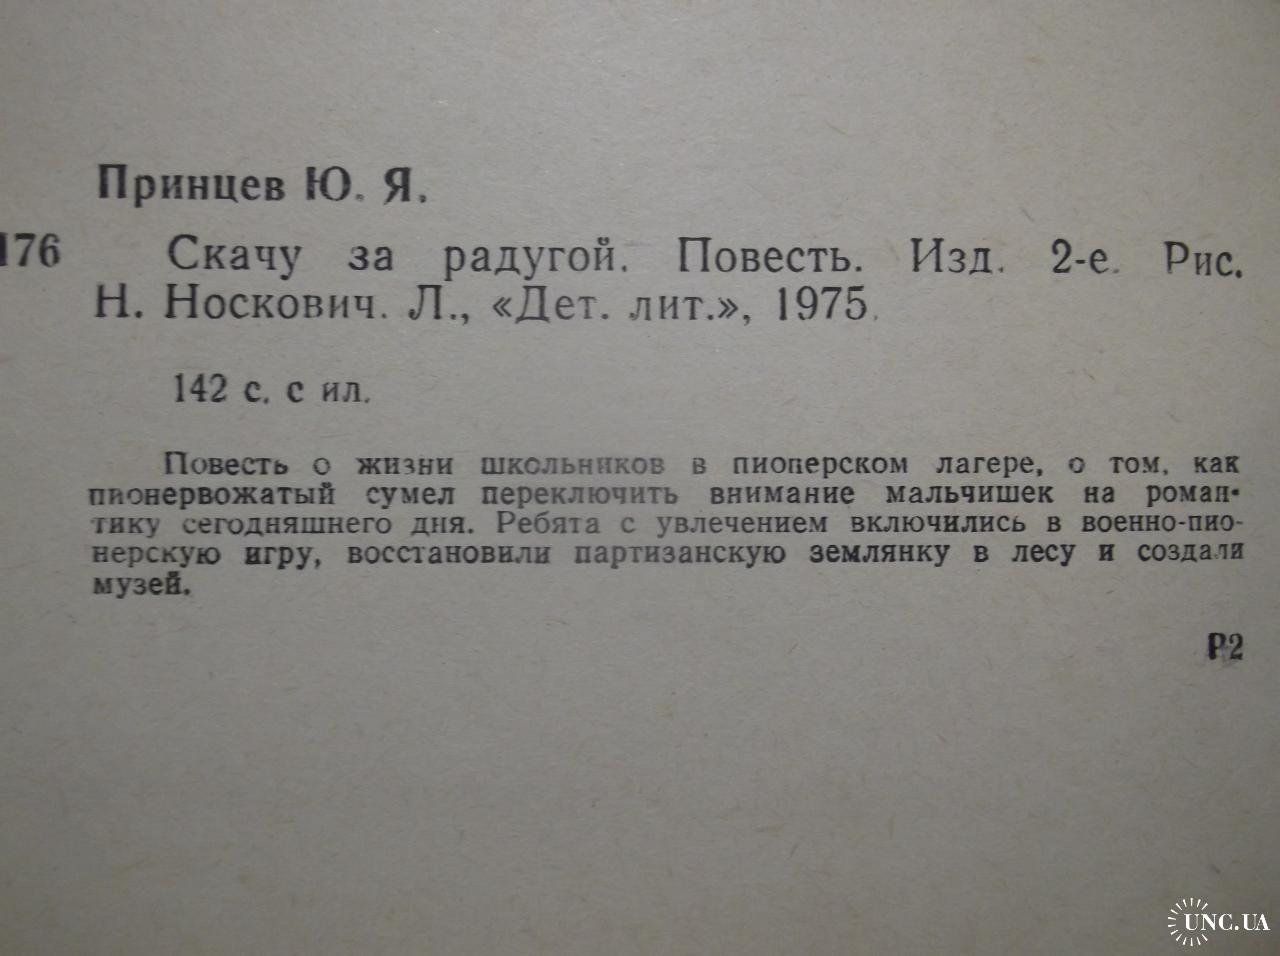 Принцев Ю. Я.
176 Скачу за радугой. Повесть. Изд. 2-е. Рис.
Н. Носкович. Л., «Дет. лит.», 1975.
142 с. с ил.
Повесть о жизни школьников в пионерском лагере, о том, как
пионервожатый сумел переключить внимание мальчишек на роман-
тику сегодняшнего дня. Ребята с увлечением включились в военно-пио-
нерскую игру, восстановили партизанскую землянку в лесу и создали
музей.
Р2
UNC.UA